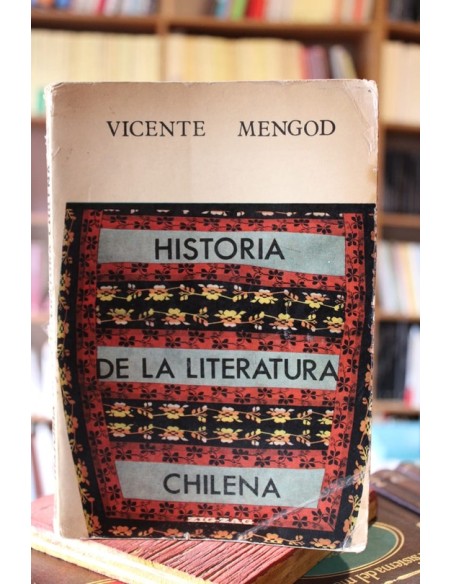 VICENTE MENGOD
HISTORIA
DE LA LITERATURA
CHILENA
ZIG-ZAG